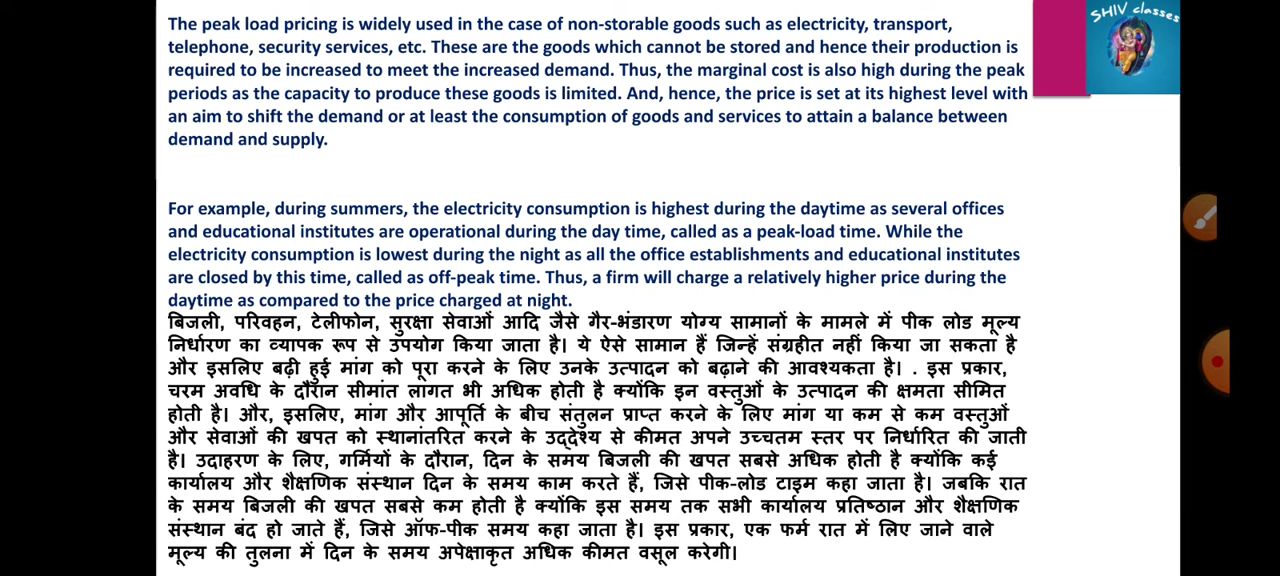 SHIV classes
The peak load pricing is widely used in the case of non-storable goods such as electricity, transport,
telephone, security services, etc. These are the goods which cannot be stored and hence their production is
required to be increased to meet the increased demand. Thus, the marginal cost is also high during the peak
periods as the capacity to produce these goods is limited. And, hence, the price is set at its highest level with
an aim to shift the demand or at least the consumption of goods and services to attain a balance between
demand and supply.
For example, during summers, the electricity consumption is highest during the daytime as several offices
and educational institutes are operational during the day time, called as a peak-load time. While the
electricity consumption is lowest during the night as all the office establishments and educational institutes
are closed by this time, called as off-peak time. Thus, a firm will charge a relatively higher price during the
daytime as compared to the price charged at night.
बिजली, परिवहन, टेलीफोन, सुरक्षा सेवाओं आदि जैसे गैर-भंडारण योग्य सामानों के मामले में पीक लोड मूल्य
निर्धारण का व्यापक रूप से उपयोग किया जाता है। ये ऐसे सामान हैं जिन्हें संग्रहीत नहीं किया जा सकता है
और इसलिए बढ़ी हुई मांग को पूरा करने के लिए उनके उत्पादन को बढ़ाने की आवश्यकता है। . इस प्रकार,
चरम अवधि के दौरान सीमांत लागत भी अधिक होती है क्योंकि इन वस्तुओं के उत्पादन की क्षमता सीमित
होती है। और, इसलिए, मांग और आपूर्ति के बीच संतुलन प्राप्त करने के लिए मांग या कम से कम वस्तुओं
और सेवाओं की खपत को स्थानांतरित करने के उद्देश्य से कीमत अपने उच्चतम स्तर पर निर्धारित की जाती
है। उदाहरण के लिए, गर्मियों के दौरान, दिन के समय बिजली की खपत सबसे अधिक होती है क्योंकि कई
कार्यालय और शैक्षणिक संस्थान दिन के समय काम करते हैं, जिसे पीक-लोड टाइम कहा जाता है। जबकि रात
के समय बिजली की खपत सबसे कम होती है क्योंकि इस समय तक सभी कार्यालय प्रतिष्ठान और शैक्षणिक
संस्थान बंद हो जाते हैं, जिसे ऑफ-पीक समय कहा जाता है। इस प्रकार, एक फर्म रात में लिए जाने वाले
मूल्य की तुलना में दिन के समय अपेक्षाकृत अधिक कीमत वसूल करेगी।